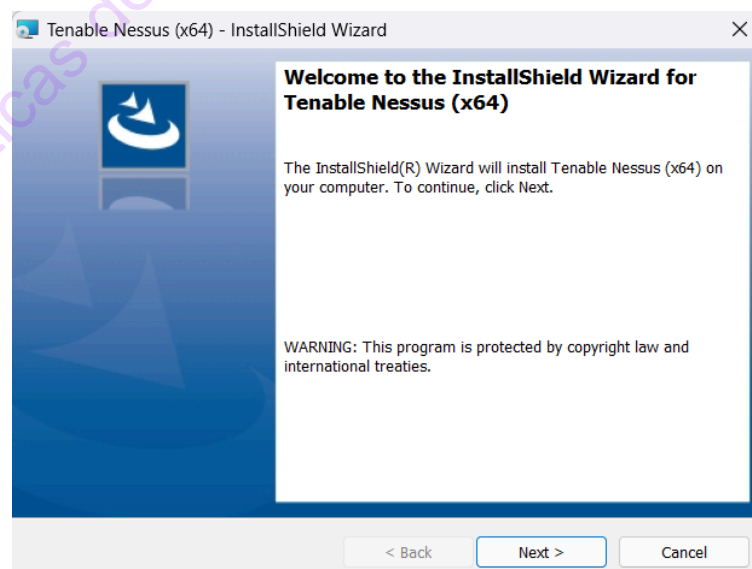 Tenable Nessus (x64) - InstallShield Wizard
Welcome to the InstallShield Wizard for
Tenable Nessus (x64)
The InstallShield(R) Wizard will install Tenable Nessus (x64) on
your computer. To continue, click Next.
WARNING: This program is protected by copyright law and
international treaties.
< Back
Next >
Cancel